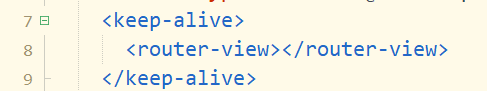 7 <keep-alive>
8 <router-view></router-view>
9 </keep-alive>